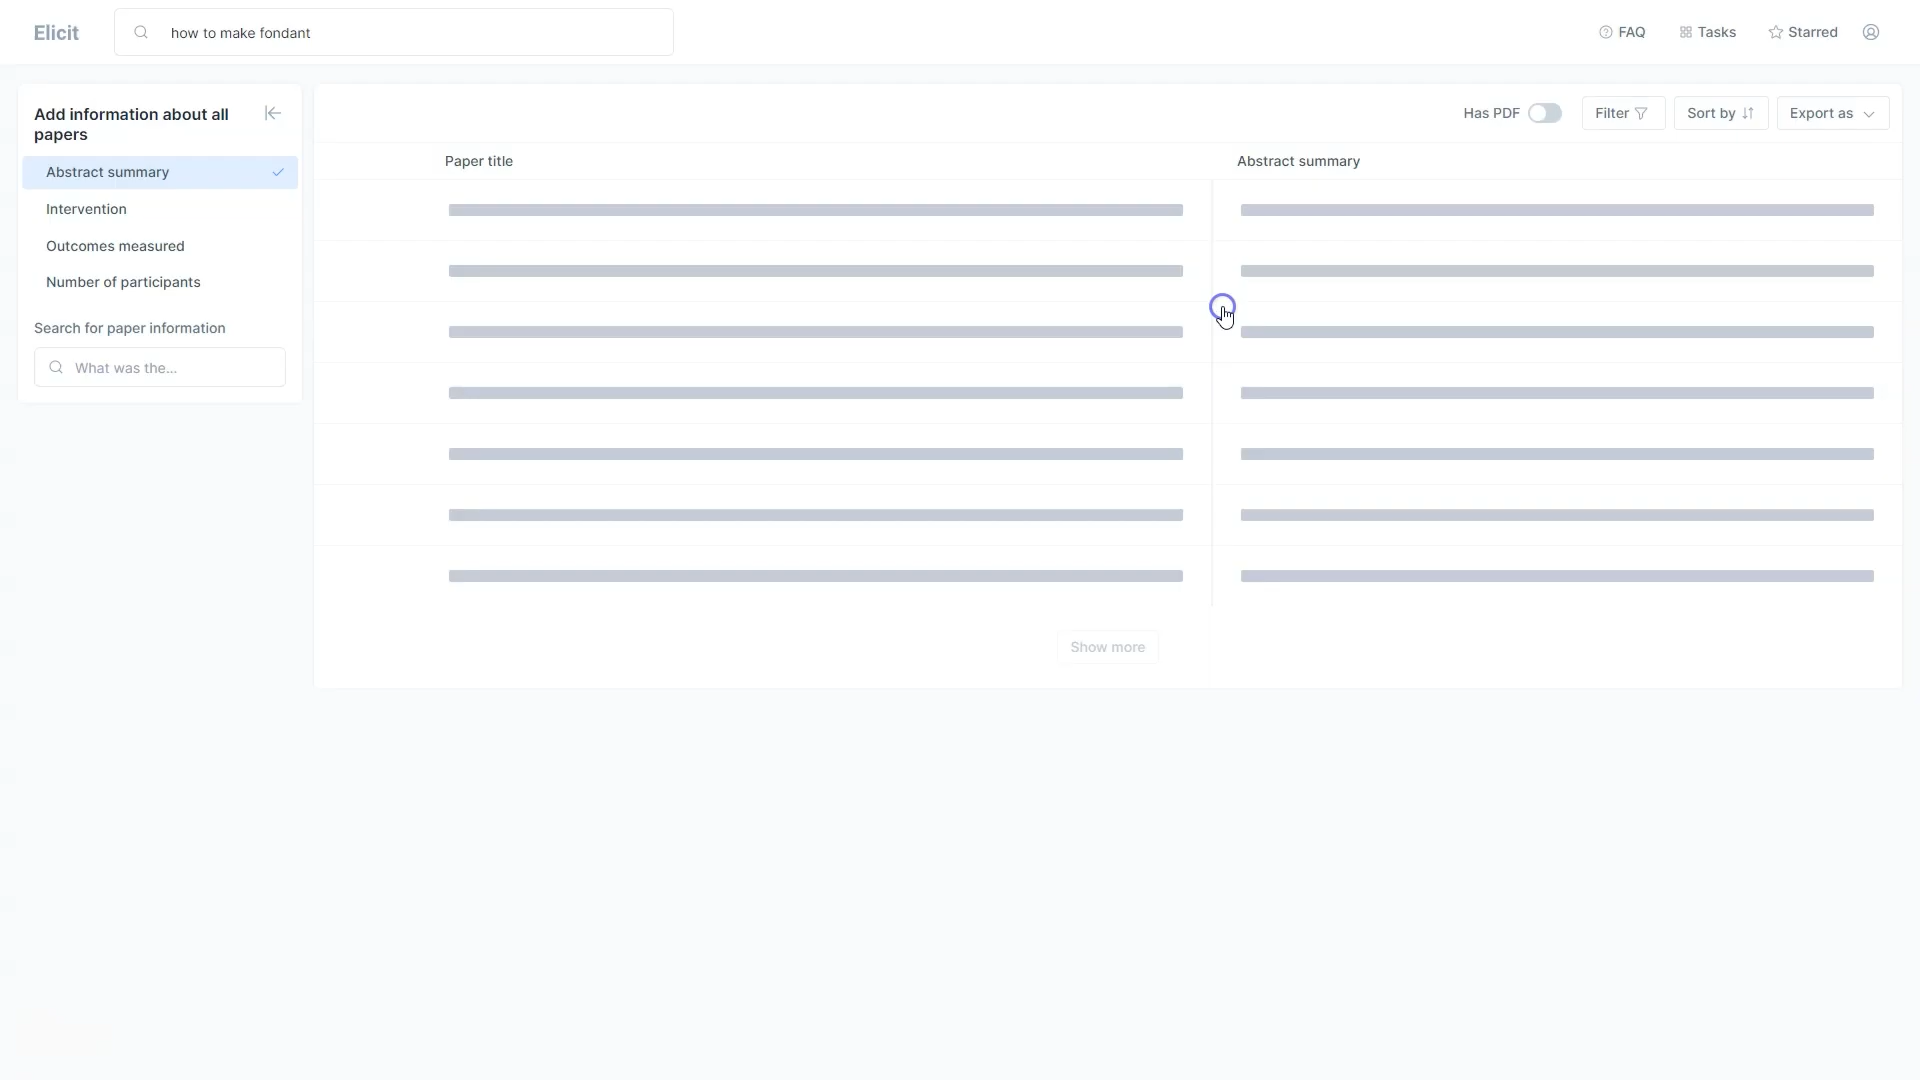 Elicit
how to make fondant
FAQ
Tasks
Starred
Add information about all
papers
Abstract summary
Intervention
Outcomes measured
Number of participants
Search for paper information
What was the...
Has PDF
Filter
Sort by
Export as
Paper title
Abstract summary
Show more